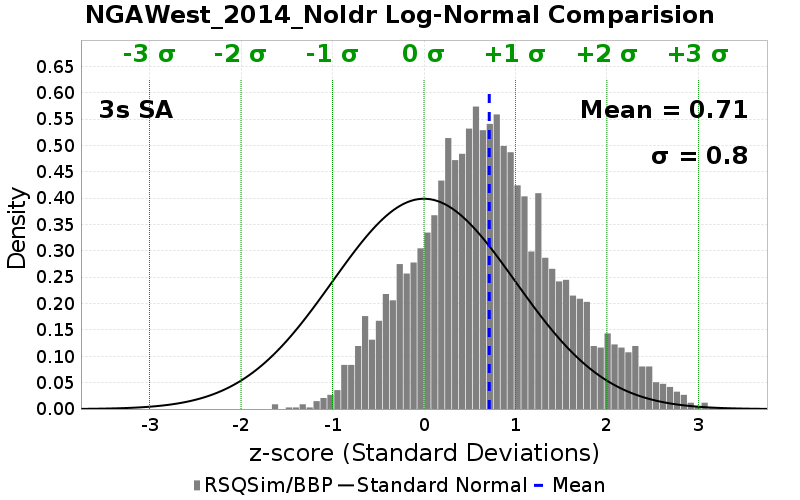 NGAWest_2014_NoIdr Log-Normal Comparision
-3 σ -2 σ -1 σ 0 σ +1 σ +2 σ +3 σ
3s SA
Mean = 0.71
σ = 0.8
Density
0.65
0.60
0.55
0.50
0.45
0.40
0.35
0.30
0.25
0.20
0.15
0.10
0.05
0.00
-3 -2 -1 0 1 2 3
z-score (Standard Deviations)
RSQSim/BBP Standard Normal Mean